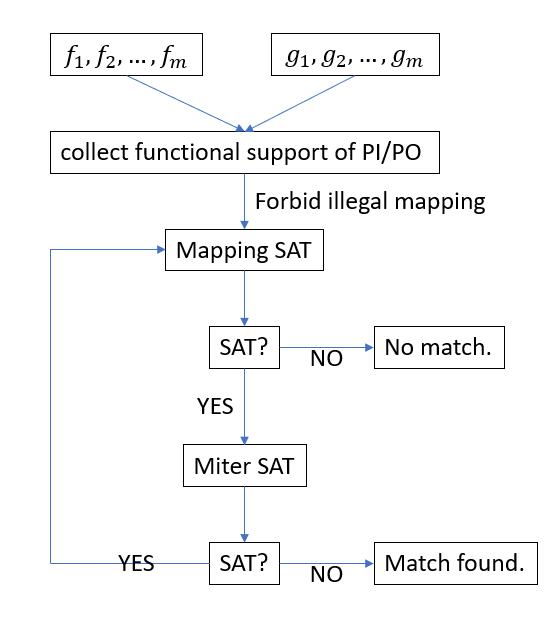 f₁, f₂, ..., fₘ
g₁, g₂, ..., gₘ
collect functional support of PI/PO
Forbid illegal mapping
Mapping SAT
SAT?
NO
No match.
YES
Miter SAT
YES
SAT?
NO
Match found.